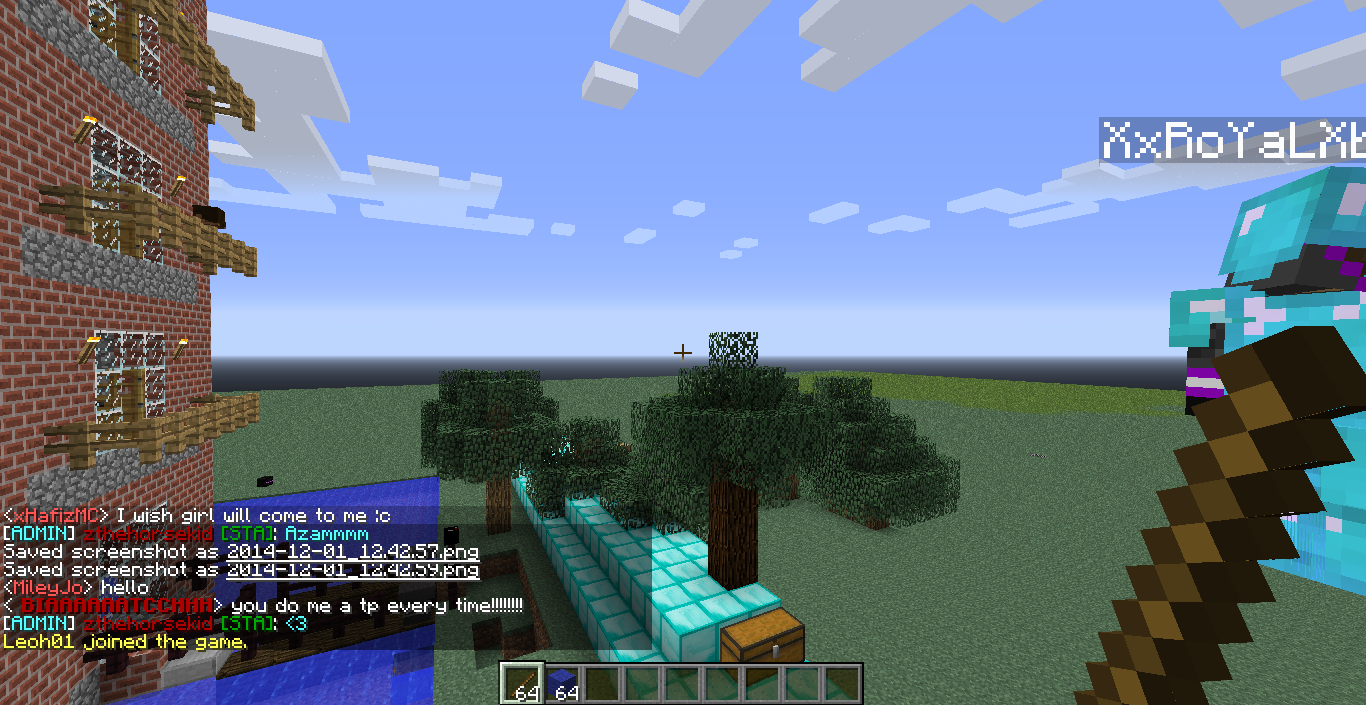 XxRoYaLX
<xHafizMC> I wish girl will come to me :c
[ADMIN] zthehorsekid [STA]: Azammmm
Saved screenshot as 2014-12-01_12.42.57.png
Saved screenshot as 2014-12-01_12.42.59.png
<MileyJo> hello
< BIAAAAAATCCHHH> you do me a tp every time!!!!!!!
[ADMIN] zthehorsekid [STA]: <3
Leoh01 joined the game.
64 64